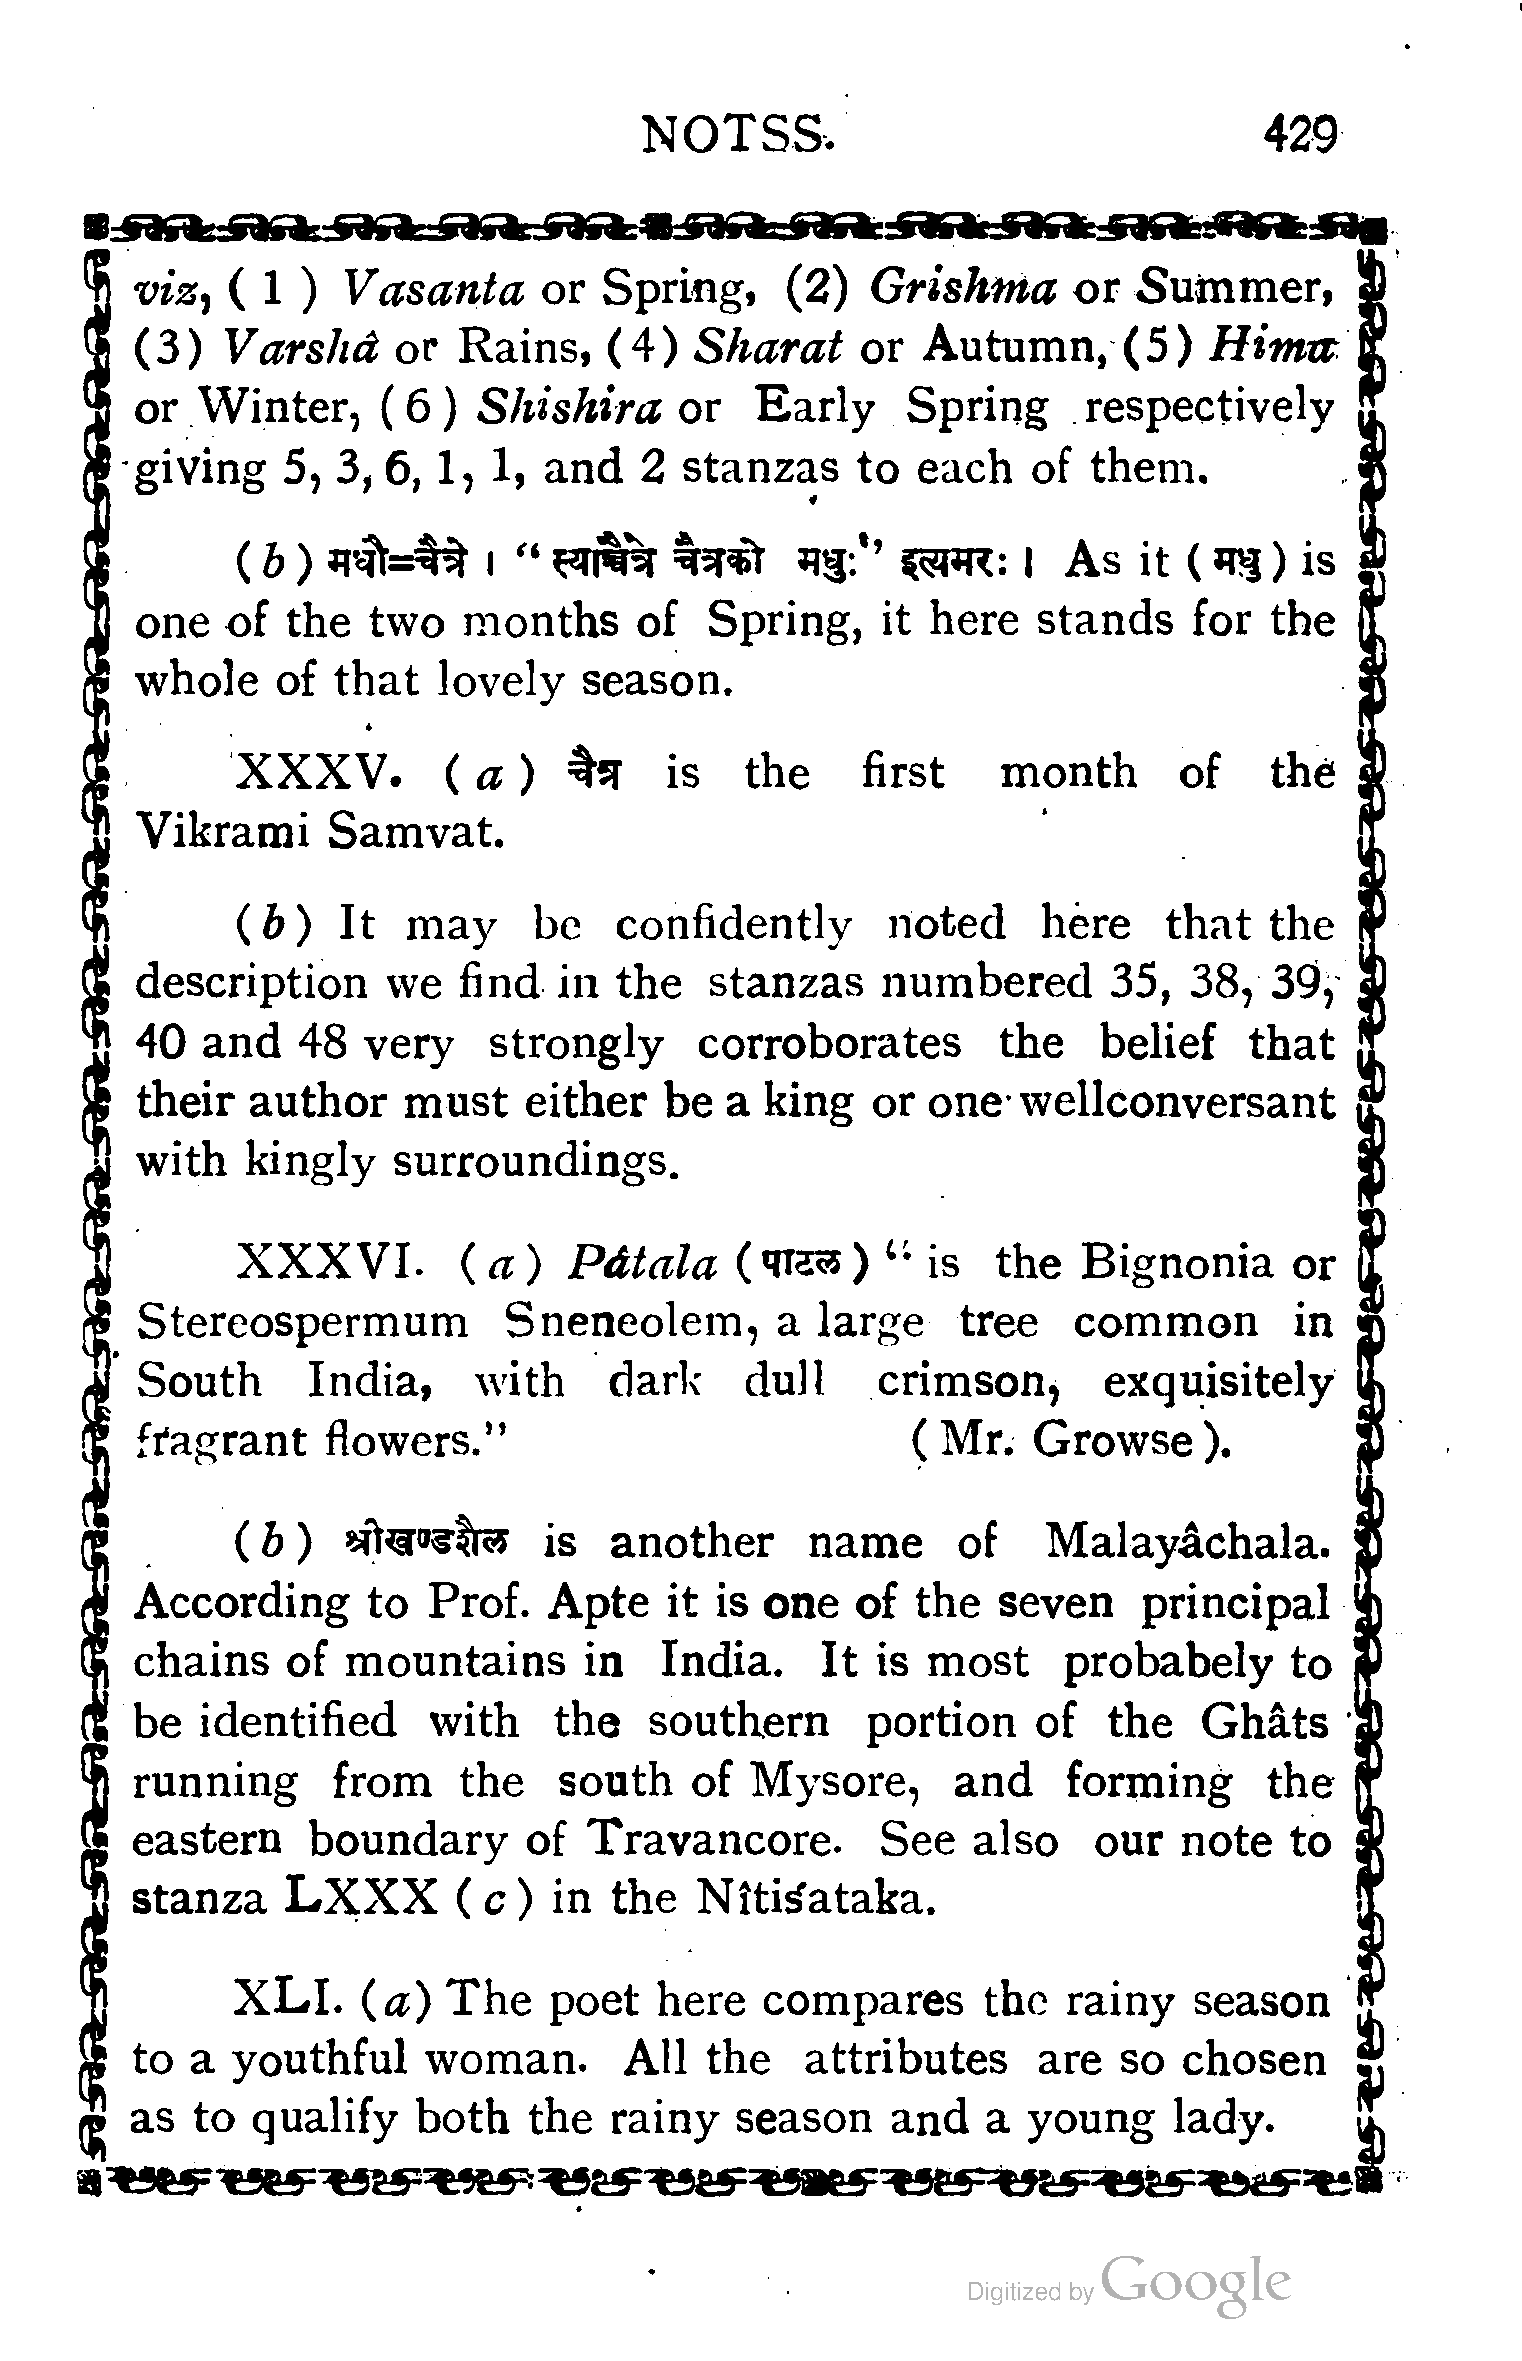 NOTSS. 429
viz, ( 1 ) Vasanta or Spring, (2) Grishma or Summer,
(3) Varshâ or Rains, (4) Sharat or Autumn, (5) Hima
or Winter, ( 6 ) Shishira or Early Spring respectively
giving 5, 3, 6, 1, 1, and 2 stanzas to each of them.
( b ) मधौ=चैत्रे । “ स्याच्चैत्रे चैत्रको मधुः” इत्यमरः । As it ( मधु ) is
one of the two months of Spring, it here stands for the
whole of that lovely season.
XXXV. ( a ) चैत्र is the first month of the
Vikrami Samvat.
( b ) It may be confidently noted here that the
description we find in the stanzas numbered 35, 38, 39,
40 and 48 very strongly corroborates the belief that
their author must either be a king or one wellconversant
with kingly surroundings.
XXXVI. ( a ) Pâtala ( पाटल ) “ is the Bignonia or
Stereospermum Sneneolem, a large tree common in
South India, with dark dull crimson, exquisitely
fragrant flowers.” ( Mr. Growse ).
( b ) श्रीखण्डशैल is another name of Malayâchala.
According to Prof. Apte it is one of the seven principal
chains of mountains in India. It is most probabely to
be identified with the southern portion of the Ghâts
running from the south of Mysore, and forming the
eastern boundary of Travancore. See also our note to
stanza LXXX ( c ) in the Nîtiśataka.
XLI. (a) The poet here compares the rainy season
to a youthful woman. All the attributes are so chosen
as to qualify both the rainy season and a young lady.
Digitized by Google